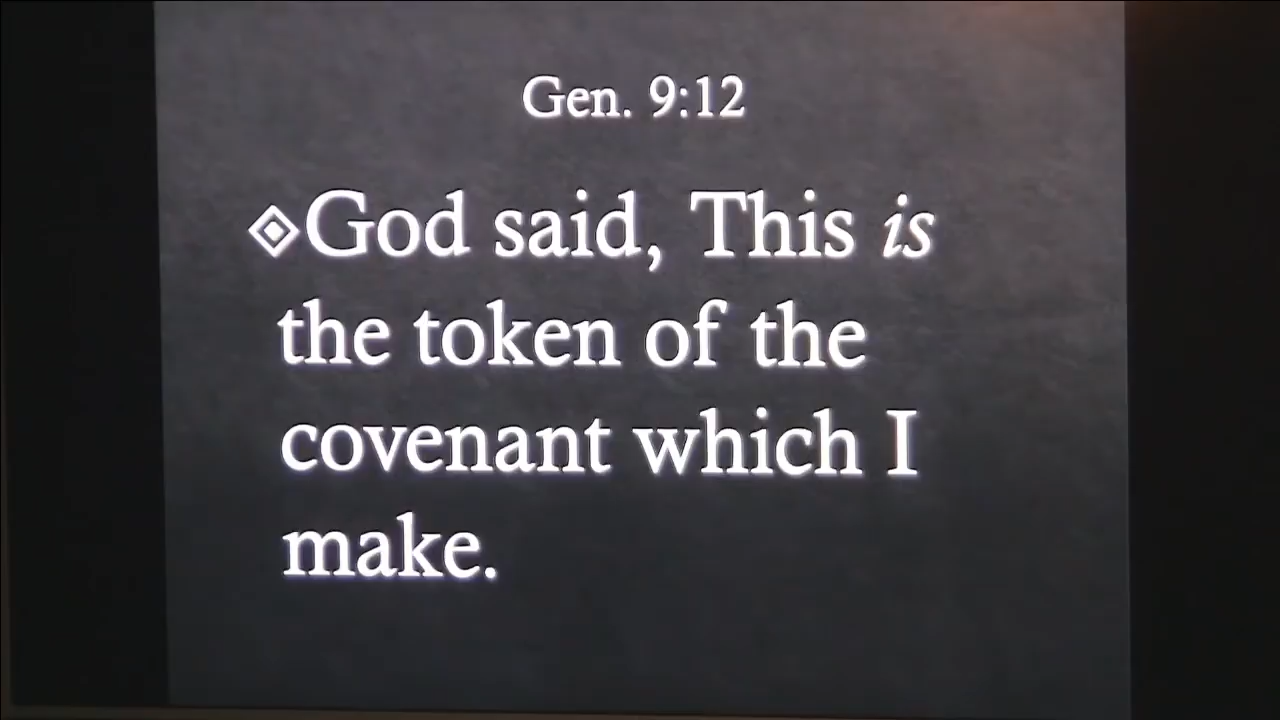 Gen. 9:12
God said, This is
the token of the
covenant which I
make.